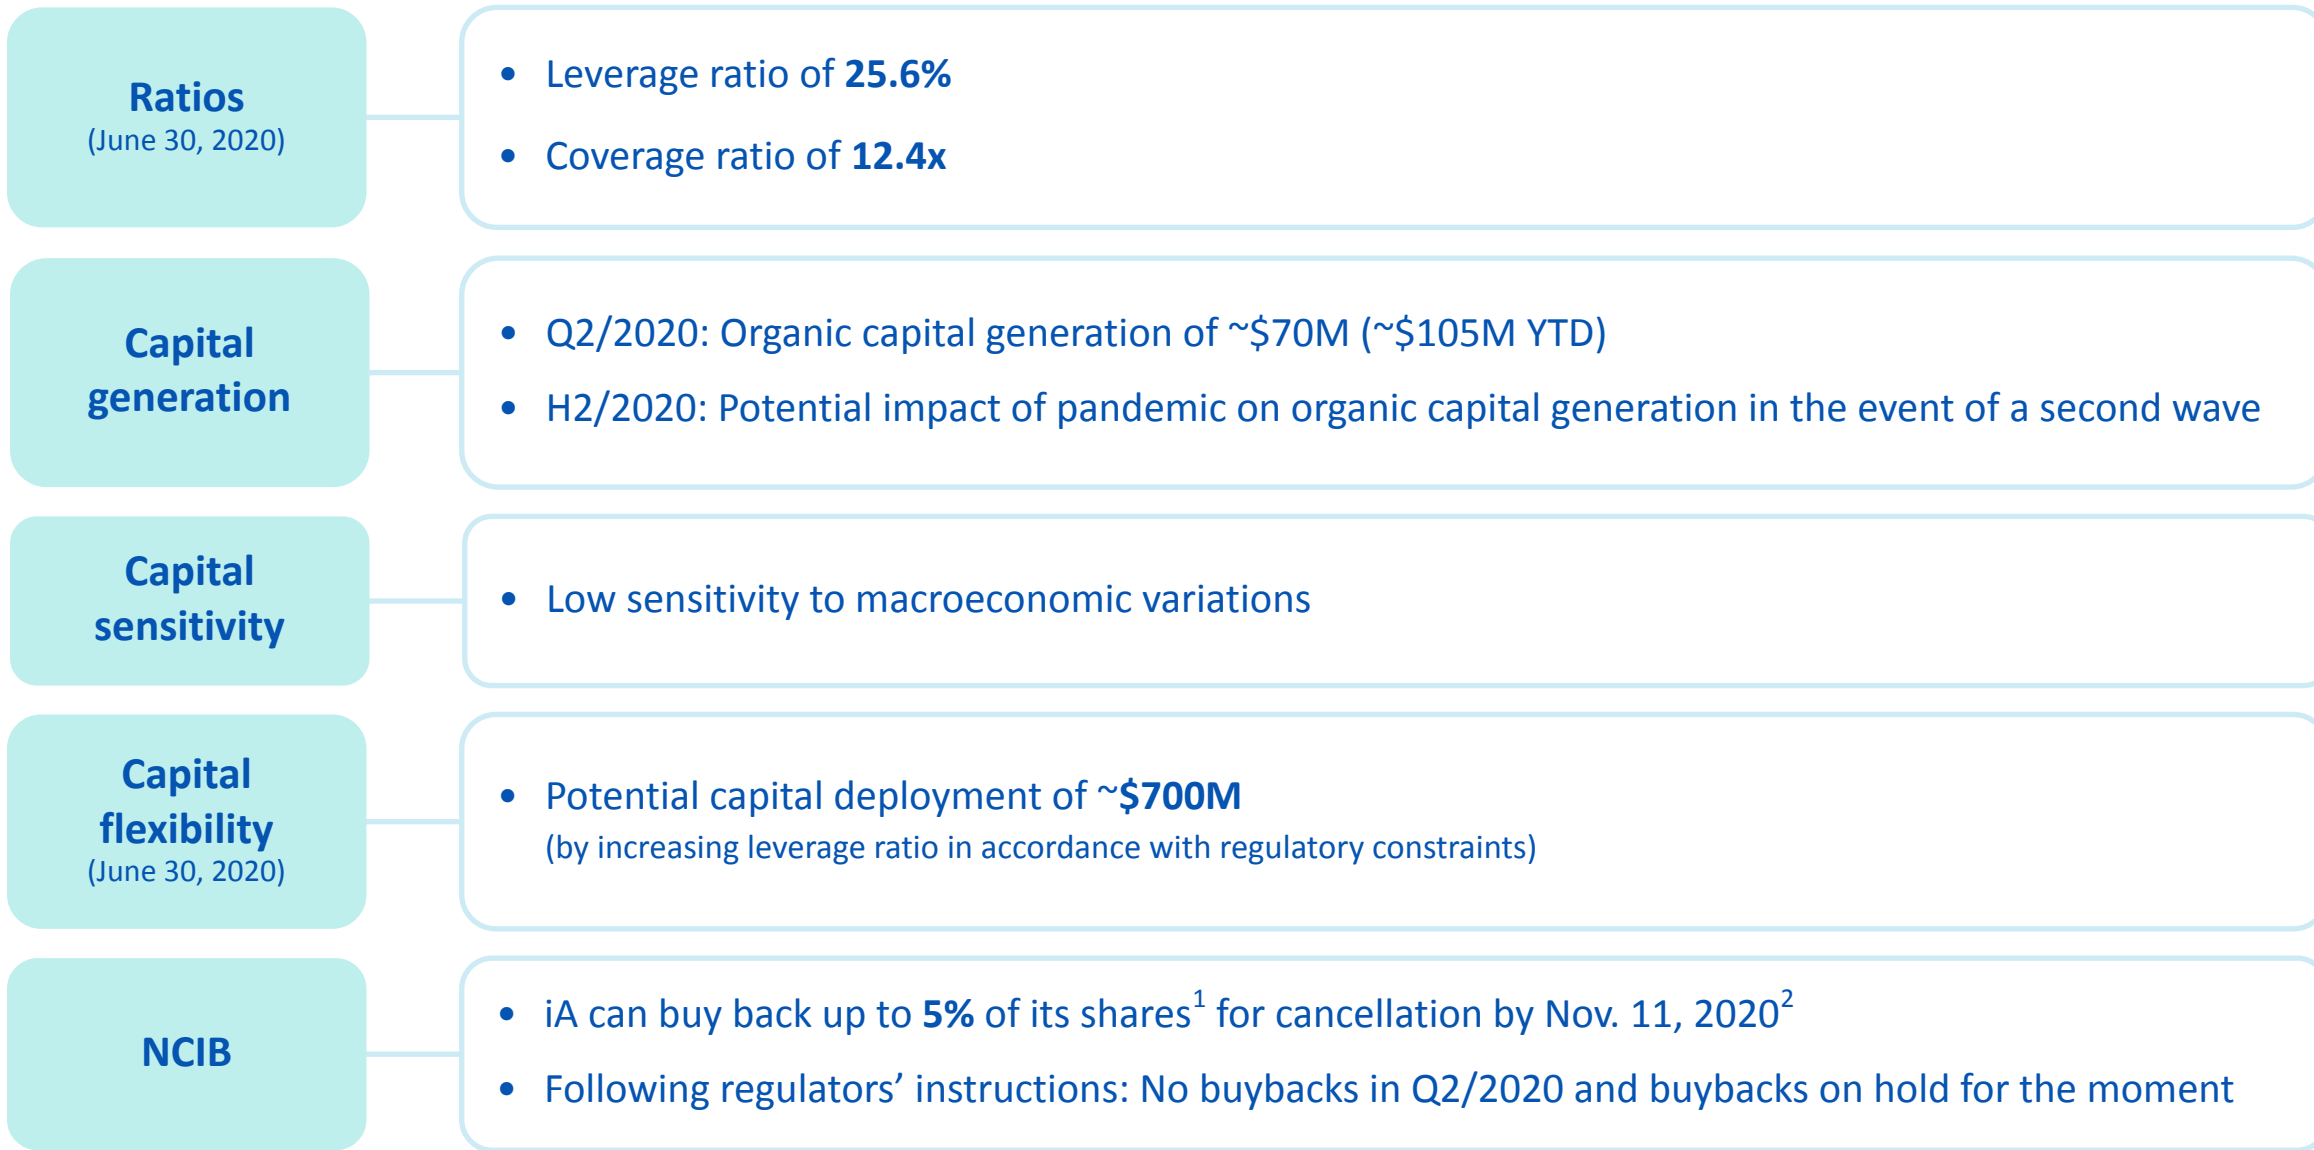 Ratios
(June 30, 2020)
• Leverage ratio of 25.6%
• Coverage ratio of 12.4x
Capital
generation
• Q2/2020: Organic capital generation of ~$70M (~$105M YTD)
• H2/2020: Potential impact of pandemic on organic capital generation in the event of a second wave
Capital
sensitivity
• Low sensitivity to macroeconomic variations
Capital
flexibility
(June 30, 2020)
• Potential capital deployment of ~$700M
(by increasing leverage ratio in accordance with regulatory constraints)
NCIB
• iA can buy back up to 5% of its shares¹ for cancellation by Nov. 11, 2020²
• Following regulators’ instructions: No buybacks in Q2/2020 and buybacks on hold for the moment